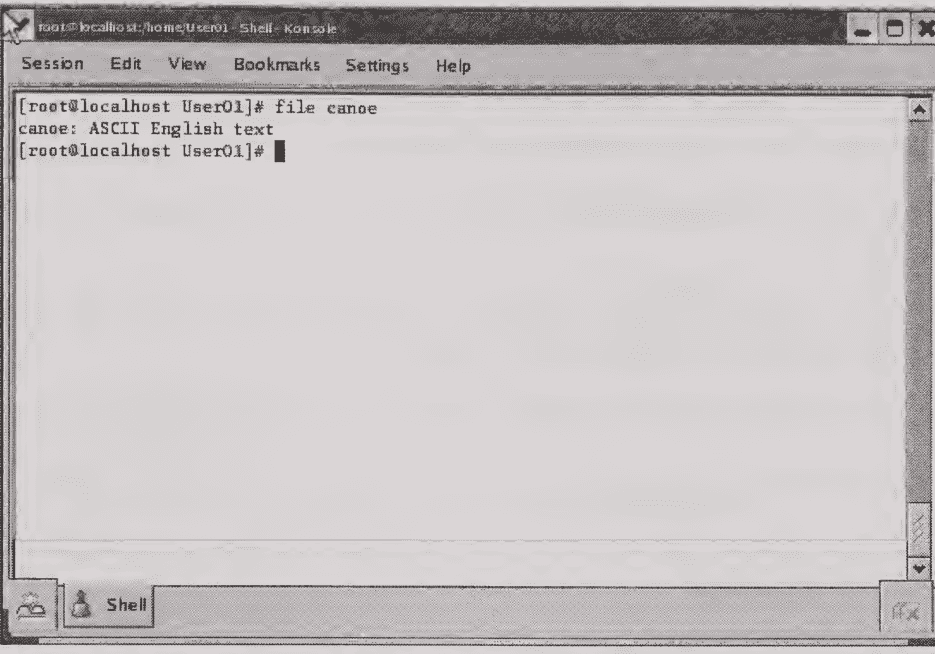 root@localhost:/home/User01 - Shell - Konsole
Session Edit View Bookmarks Settings Help
[root@localhost User01]# file canoe
canoe: ASCII English text
[root@localhost User01]#
Shell